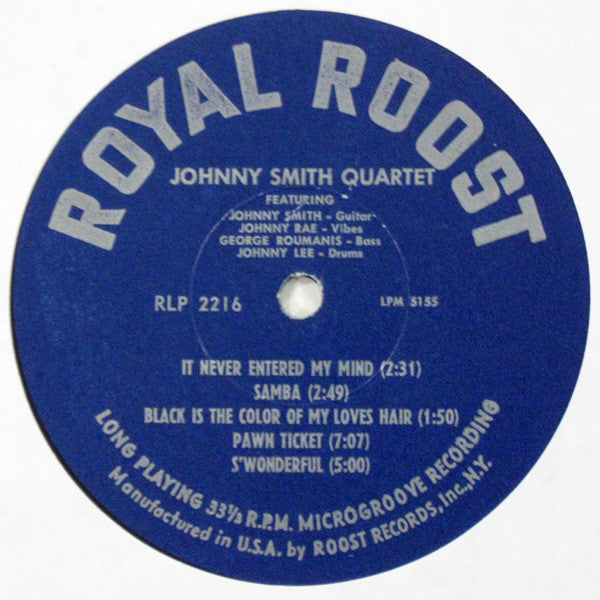 ROYAL ROOST
JOHNNY SMITH QUARTET
FEATURING
JOHNNY SMITH - Guitar
JOHNNY RAE - Vibes
GEORGE ROUMANIS - Bass
JOHNNY LEE - Drums
RLP 2216
LPM 5155
IT NEVER ENTERED MY MIND (2:31)
SAMBA (2:49)
BLACK IS THE COLOR OF MY LOVES HAIR (1:50)
PAWN TICKET (7:07)
S'WONDERFUL (5:00)
LONG PLAYING 33⅓ R.P.M. MICROGROOVE RECORDING
Manufactured in U.S.A. by ROOST RECORDS, Inc., N.Y.